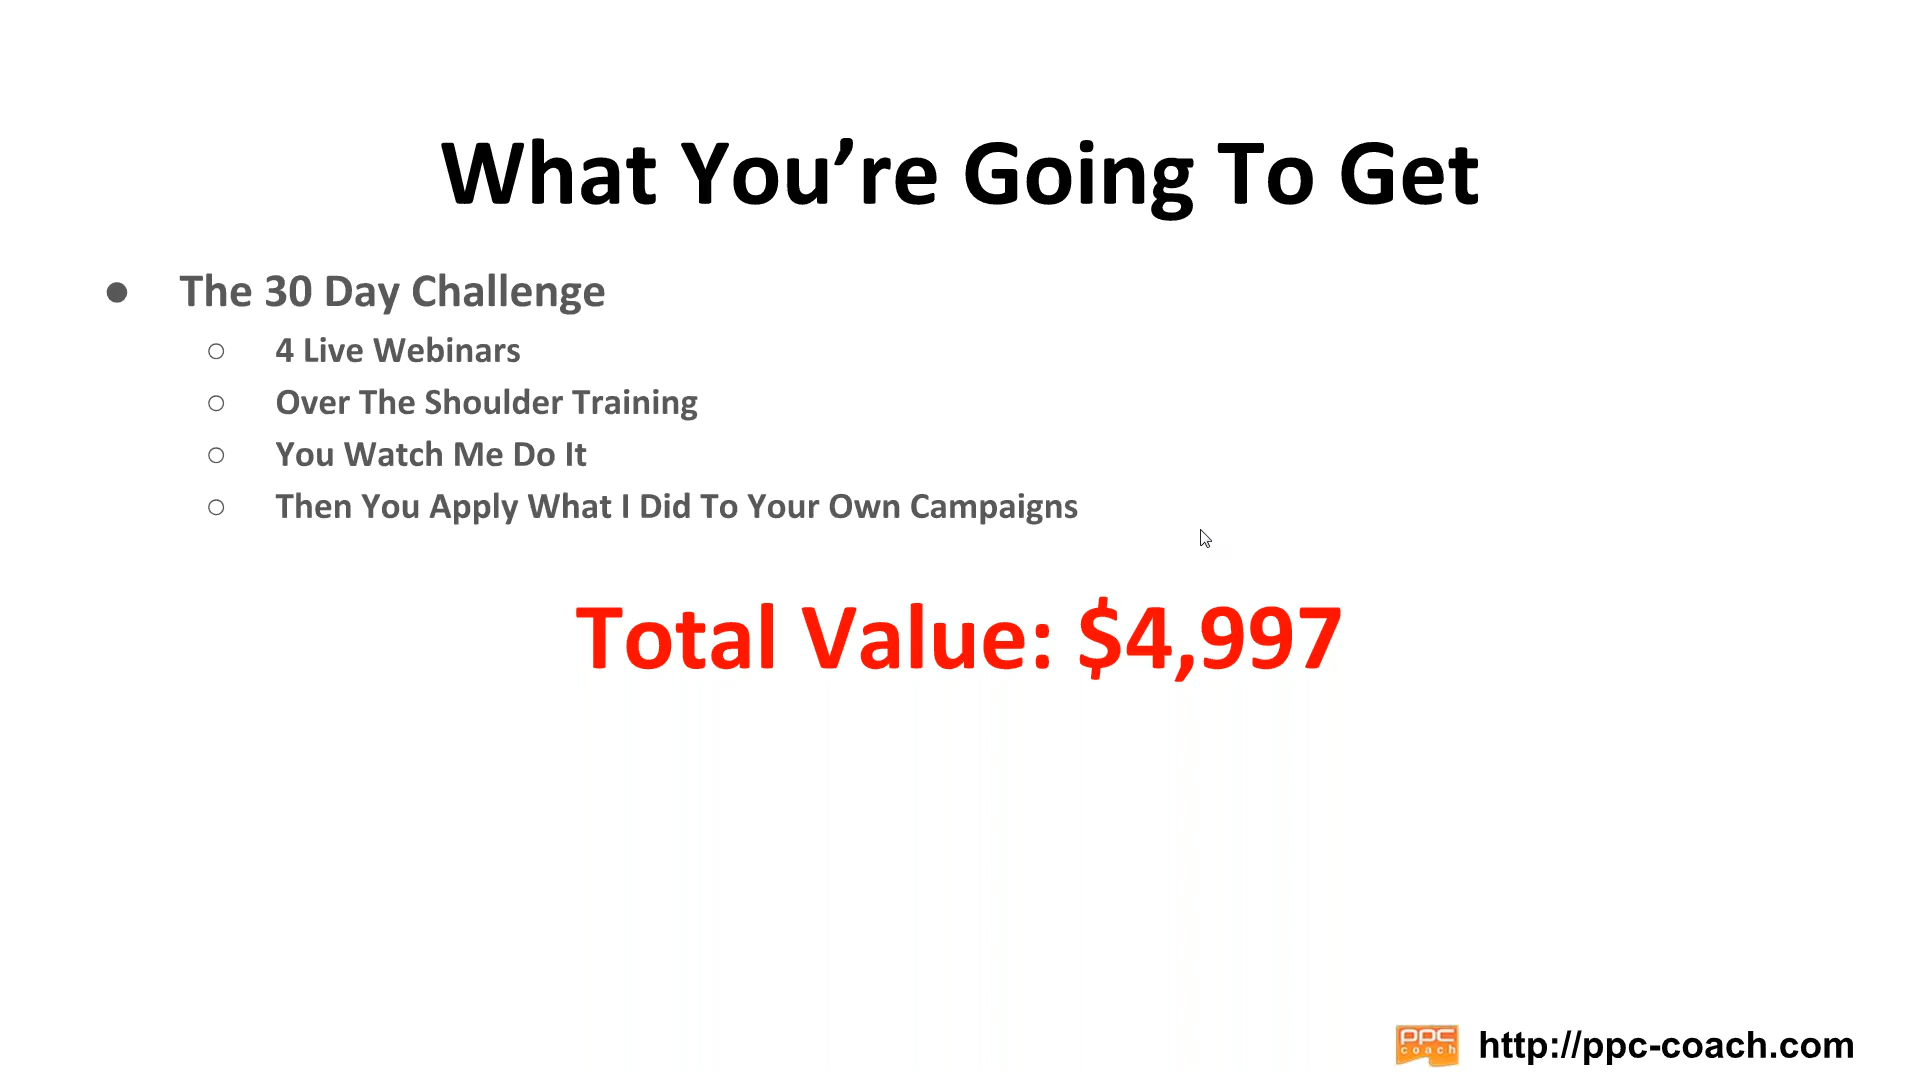 What You’re Going To Get
● The 30 Day Challenge
○ 4 Live Webinars
○ Over The Shoulder Training
○ You Watch Me Do It
○ Then You Apply What I Did To Your Own Campaigns
Total Value: $4,997
ppc
coach
http://ppc-coach.com